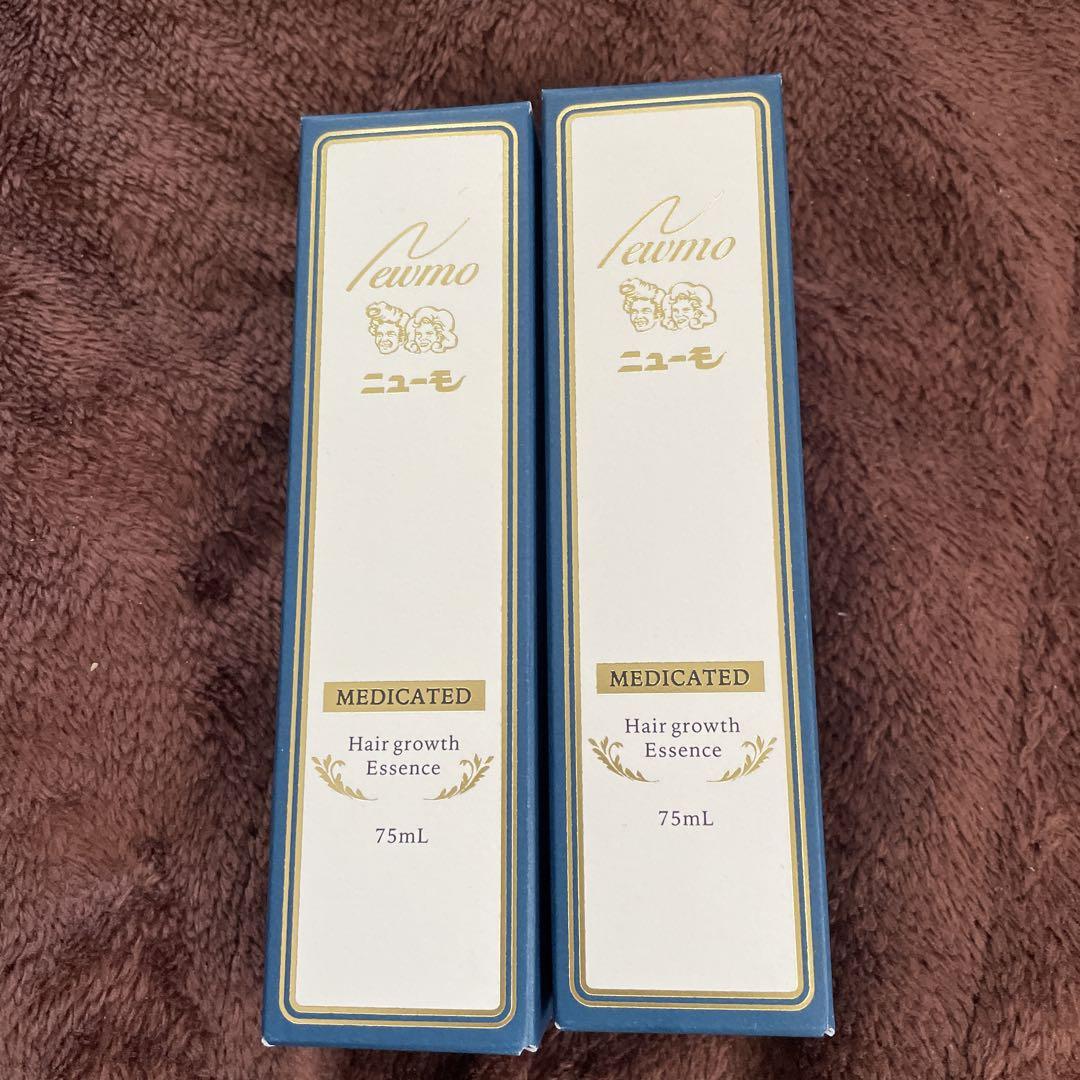 Newmo
ニューモ
MEDICATED
Hair growth
Essence
75mL
Newmo
ニューモ
MEDICATED
Hair growth
Essence
75mL